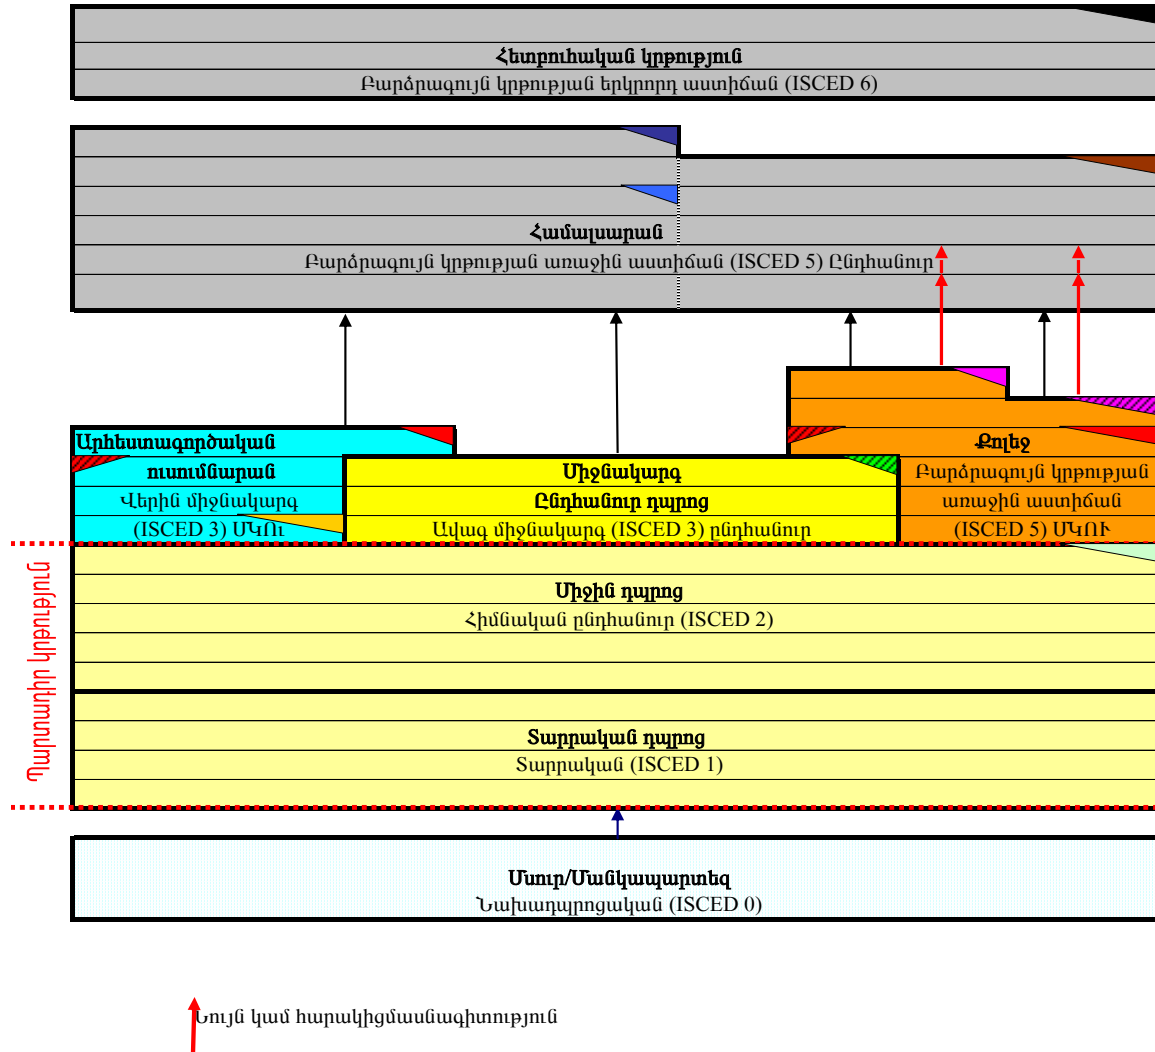 Հետբուհական կրթություն
Բարձրագույն կրթության երկրորդ աստիճան (ISCED 6)
Համալսարան
Բարձրագույն կրթության առաջին աստիճան (ISCED 5) Ընդհանուր
Արհեստագործական
ուսումնարան
Վերին միջնակարգ
(ISCED 3) ՄԿՈւ
Միջնակարգ
Ընդհանուր դպրոց
Ավագ միջնակարգ (ISCED 3) ընդհանուր
Քոլեջ
Բարձրագույն կրթության
առաջին աստիճան
(ISCED 5) ՄԿՈՒ
Միջին դպրոց
Հիմնական ընդհանուր (ISCED 2)
Տարրական դպրոց
Տարրական (ISCED 1)
Մսուր/Մանկապարտեզ
Նախադպրոցական (ISCED 0)
Նույն կամ հարակիցմասնագիտություն